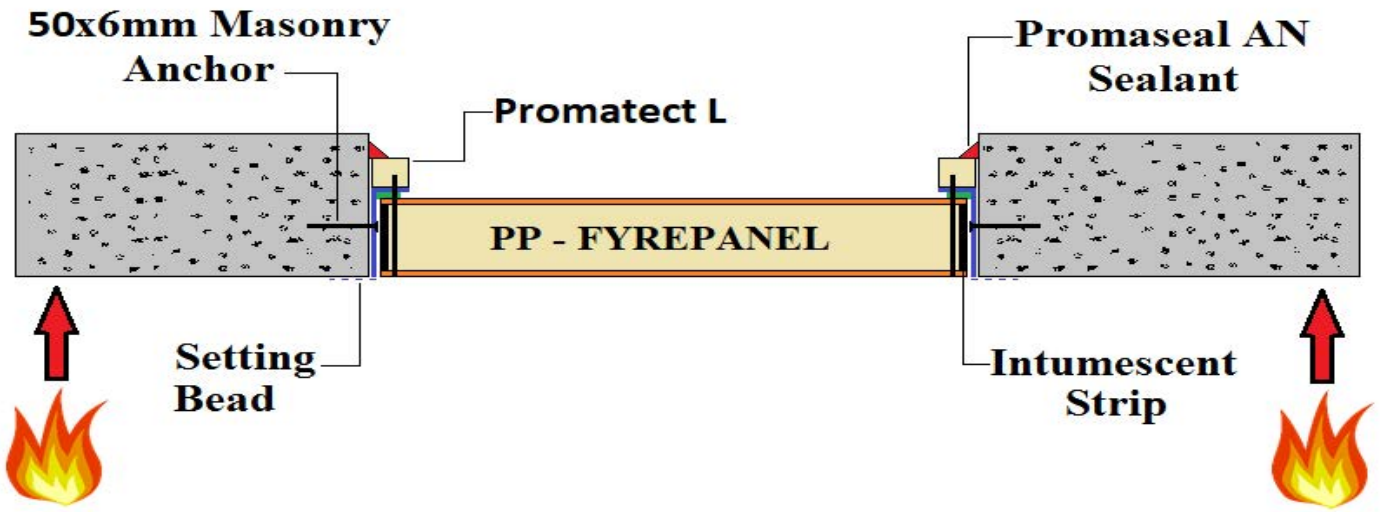 50x6mm Masonry
Anchor
Promaseal AN
Sealant
Promatect L
PP - FYREPANEL
Setting
Bead
Intumescent
Strip